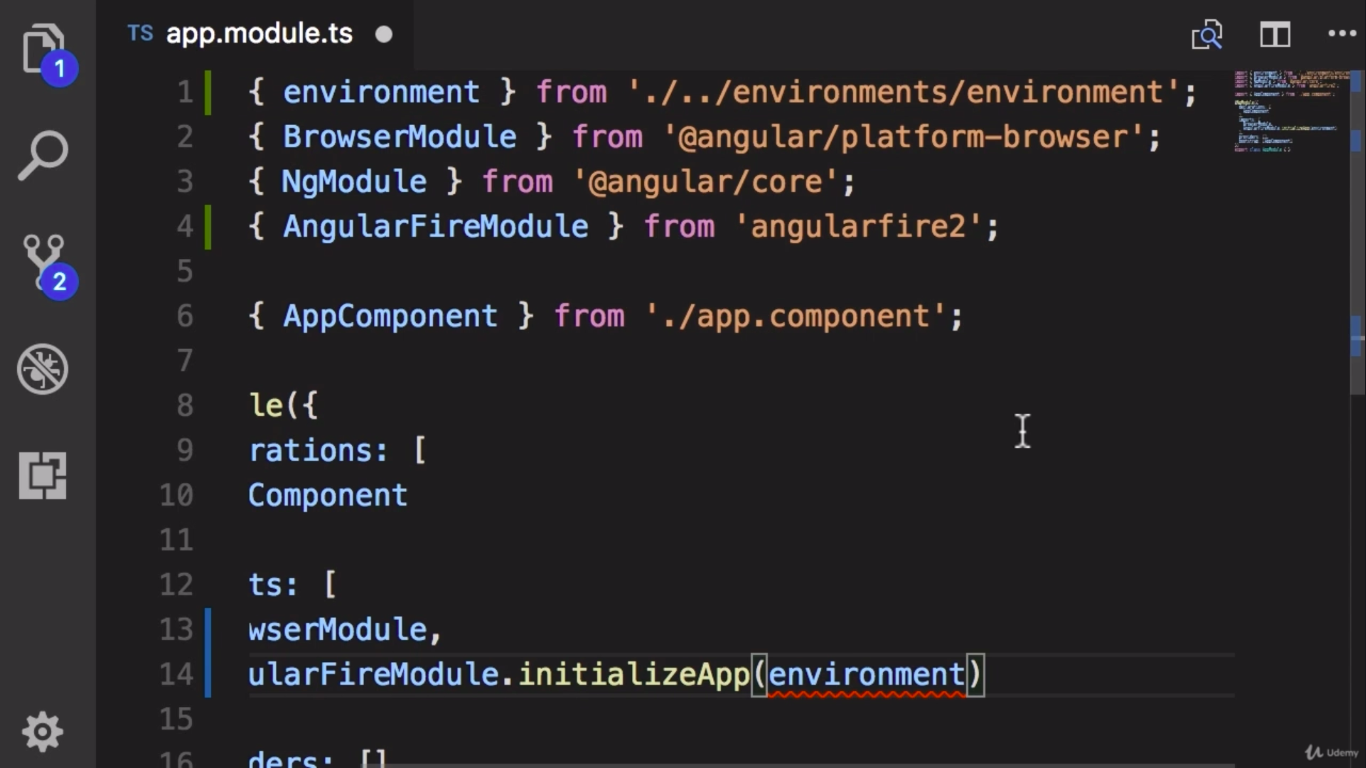 TS app.module.ts
1
1 { environment } from './../environments/environment';
2 { BrowserModule } from '@angular/platform-browser';
3 { NgModule } from '@angular/core';
4 { AngularFireModule } from 'angularfire2';
5
6 { AppComponent } from './app.component';
7
8 le({
9 rations: [
10 Component
11
12 ts: [
13 wserModule,
14 ularFireModule.initializeApp(environment)
15
16 ders: []
2
Udemy